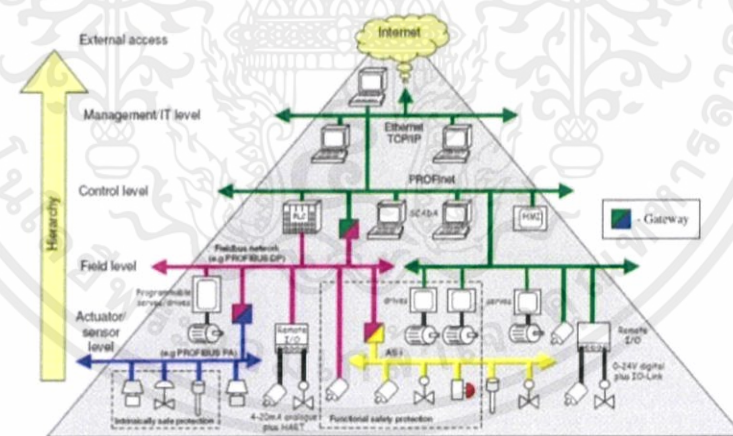 Internet
External access
Management/IT level
Ethernet
TCP/IP
PROFInet
Control level
PLC
SCADA
HMI
- Gateway
Hierarchy
Fieldbus network
(e.g PROFIBUS DP)
Field level
Programmable
servos/drives
drives
servos
Actuator/
sensor
level
Remote
I/O
Remote
I/O
(e.g PROFIBUS PA)
AS-i
0-24V digital
plus IO-Link
Intrinsically safe protection
4-20mA analogue
plus HART
Functional safety protection